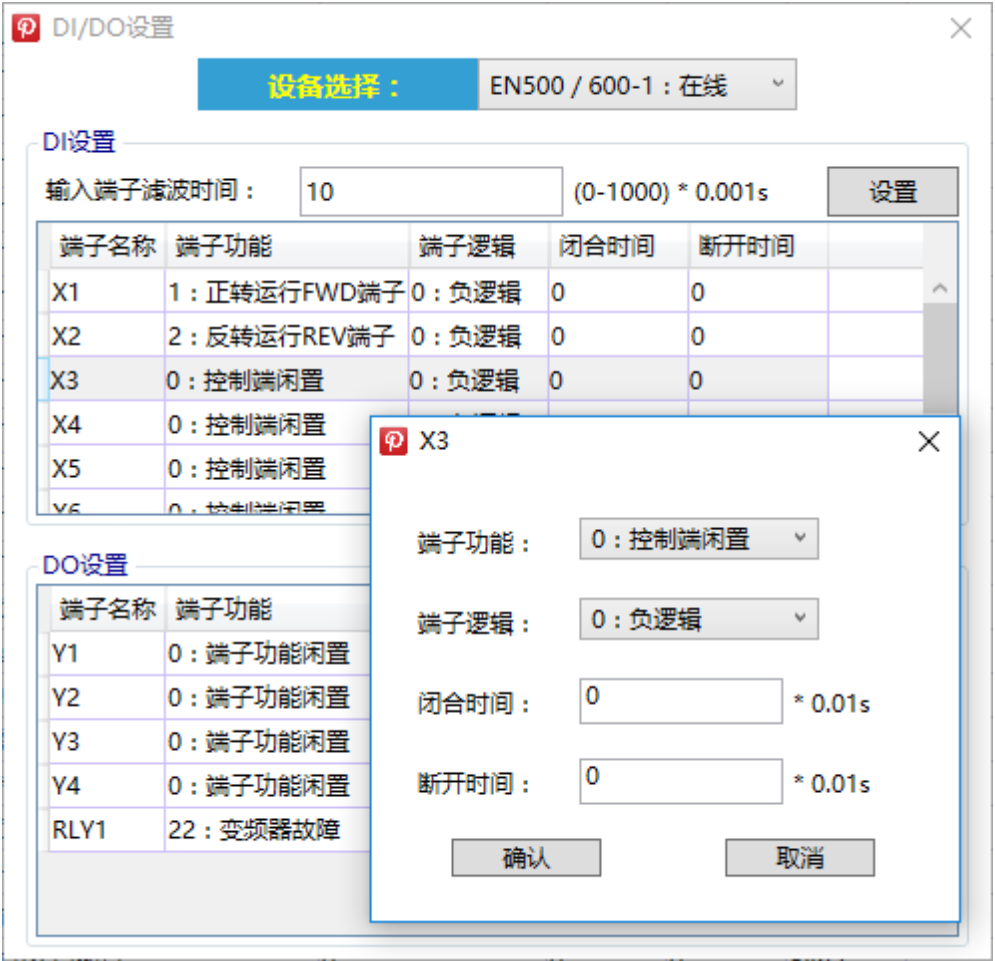 DI/DO设置
设备选择： EN500 / 600-1：在线
DI设置
输入端子滤波时间： 10 (0-1000) * 0.001s 设置
端子名称 端子功能 端子逻辑 闭合时间 断开时间
X1 1：正转运行FWD端子 0：负逻辑 0 0
X2 2：反转运行REV端子 0：负逻辑 0 0
X3 0：控制端闲置 0：负逻辑 0 0
X4 0：控制端闲置
X5 0：控制端闲置
X6 0：控制端闲置
DO设置
端子名称 端子功能
Y1 0：端子功能闲置
Y2 0：端子功能闲置
Y3 0：端子功能闲置
Y4 0：端子功能闲置
RLY1 22：变频器故障
X3
端子功能： 0：控制端闲置
端子逻辑： 0：负逻辑
闭合时间： 0 * 0.01s
断开时间： 0 * 0.01s
确认 取消